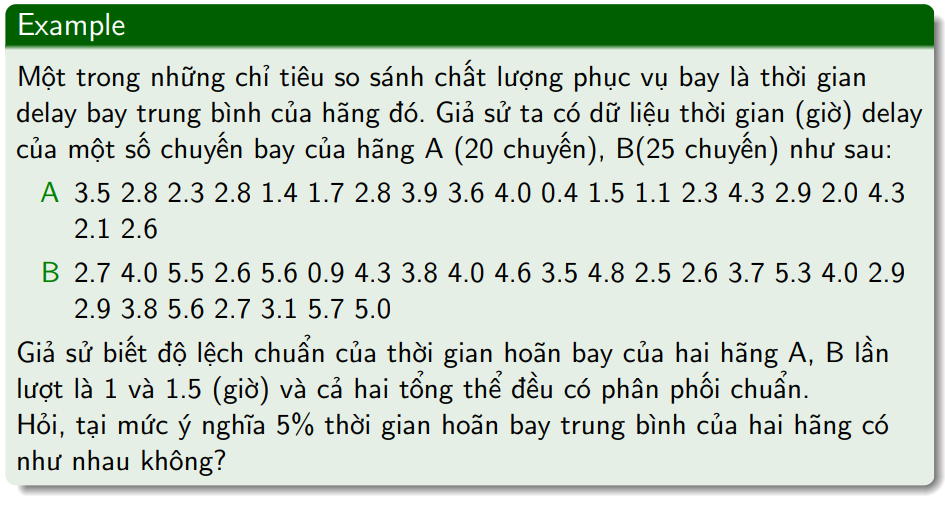 Example
Một trong những chỉ tiêu so sánh chất lượng phục vụ bay là thời gian
delay bay trung bình của hãng đó. Giả sử ta có dữ liệu thời gian (giờ) delay
của một số chuyến bay của hãng A (20 chuyến), B(25 chuyến) như sau:
A 3.5 2.8 2.3 2.8 1.4 1.7 2.8 3.9 3.6 4.0 0.4 1.5 1.1 2.3 4.3 2.9 2.0 4.3
2.1 2.6
B 2.7 4.0 5.5 2.6 5.6 0.9 4.3 3.8 4.0 4.6 3.5 4.8 2.5 2.6 3.7 5.3 4.0 2.9
2.9 3.8 5.6 2.7 3.1 5.7 5.0
Giả sử biết độ lệch chuẩn của thời gian hoãn bay của hai hãng A, B lần
lượt là 1 và 1.5 (giờ) và cả hai tổng thể đều có phân phối chuẩn.
Hỏi, tại mức ý nghĩa 5% thời gian hoãn bay trung bình của hai hãng có
như nhau không?